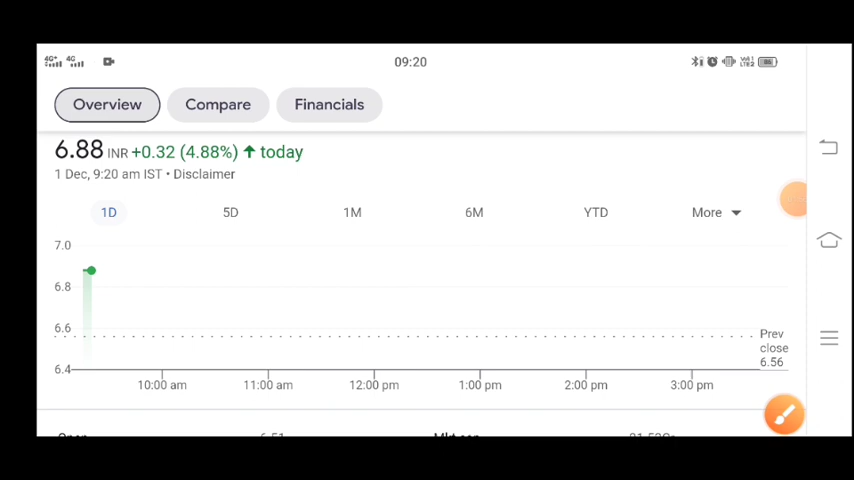 09:20
Overview Compare Financials
6.88 INR +0.32 (4.88%) ↑ today
1 Dec, 9:20 am IST • Disclaimer
1D 5D 1M 6M YTD More
7.0
6.8
6.6
Prev
close
6.56
6.4
10:00 am 11:00 am 12:00 pm 1:00 pm 2:00 pm 3:00 pm